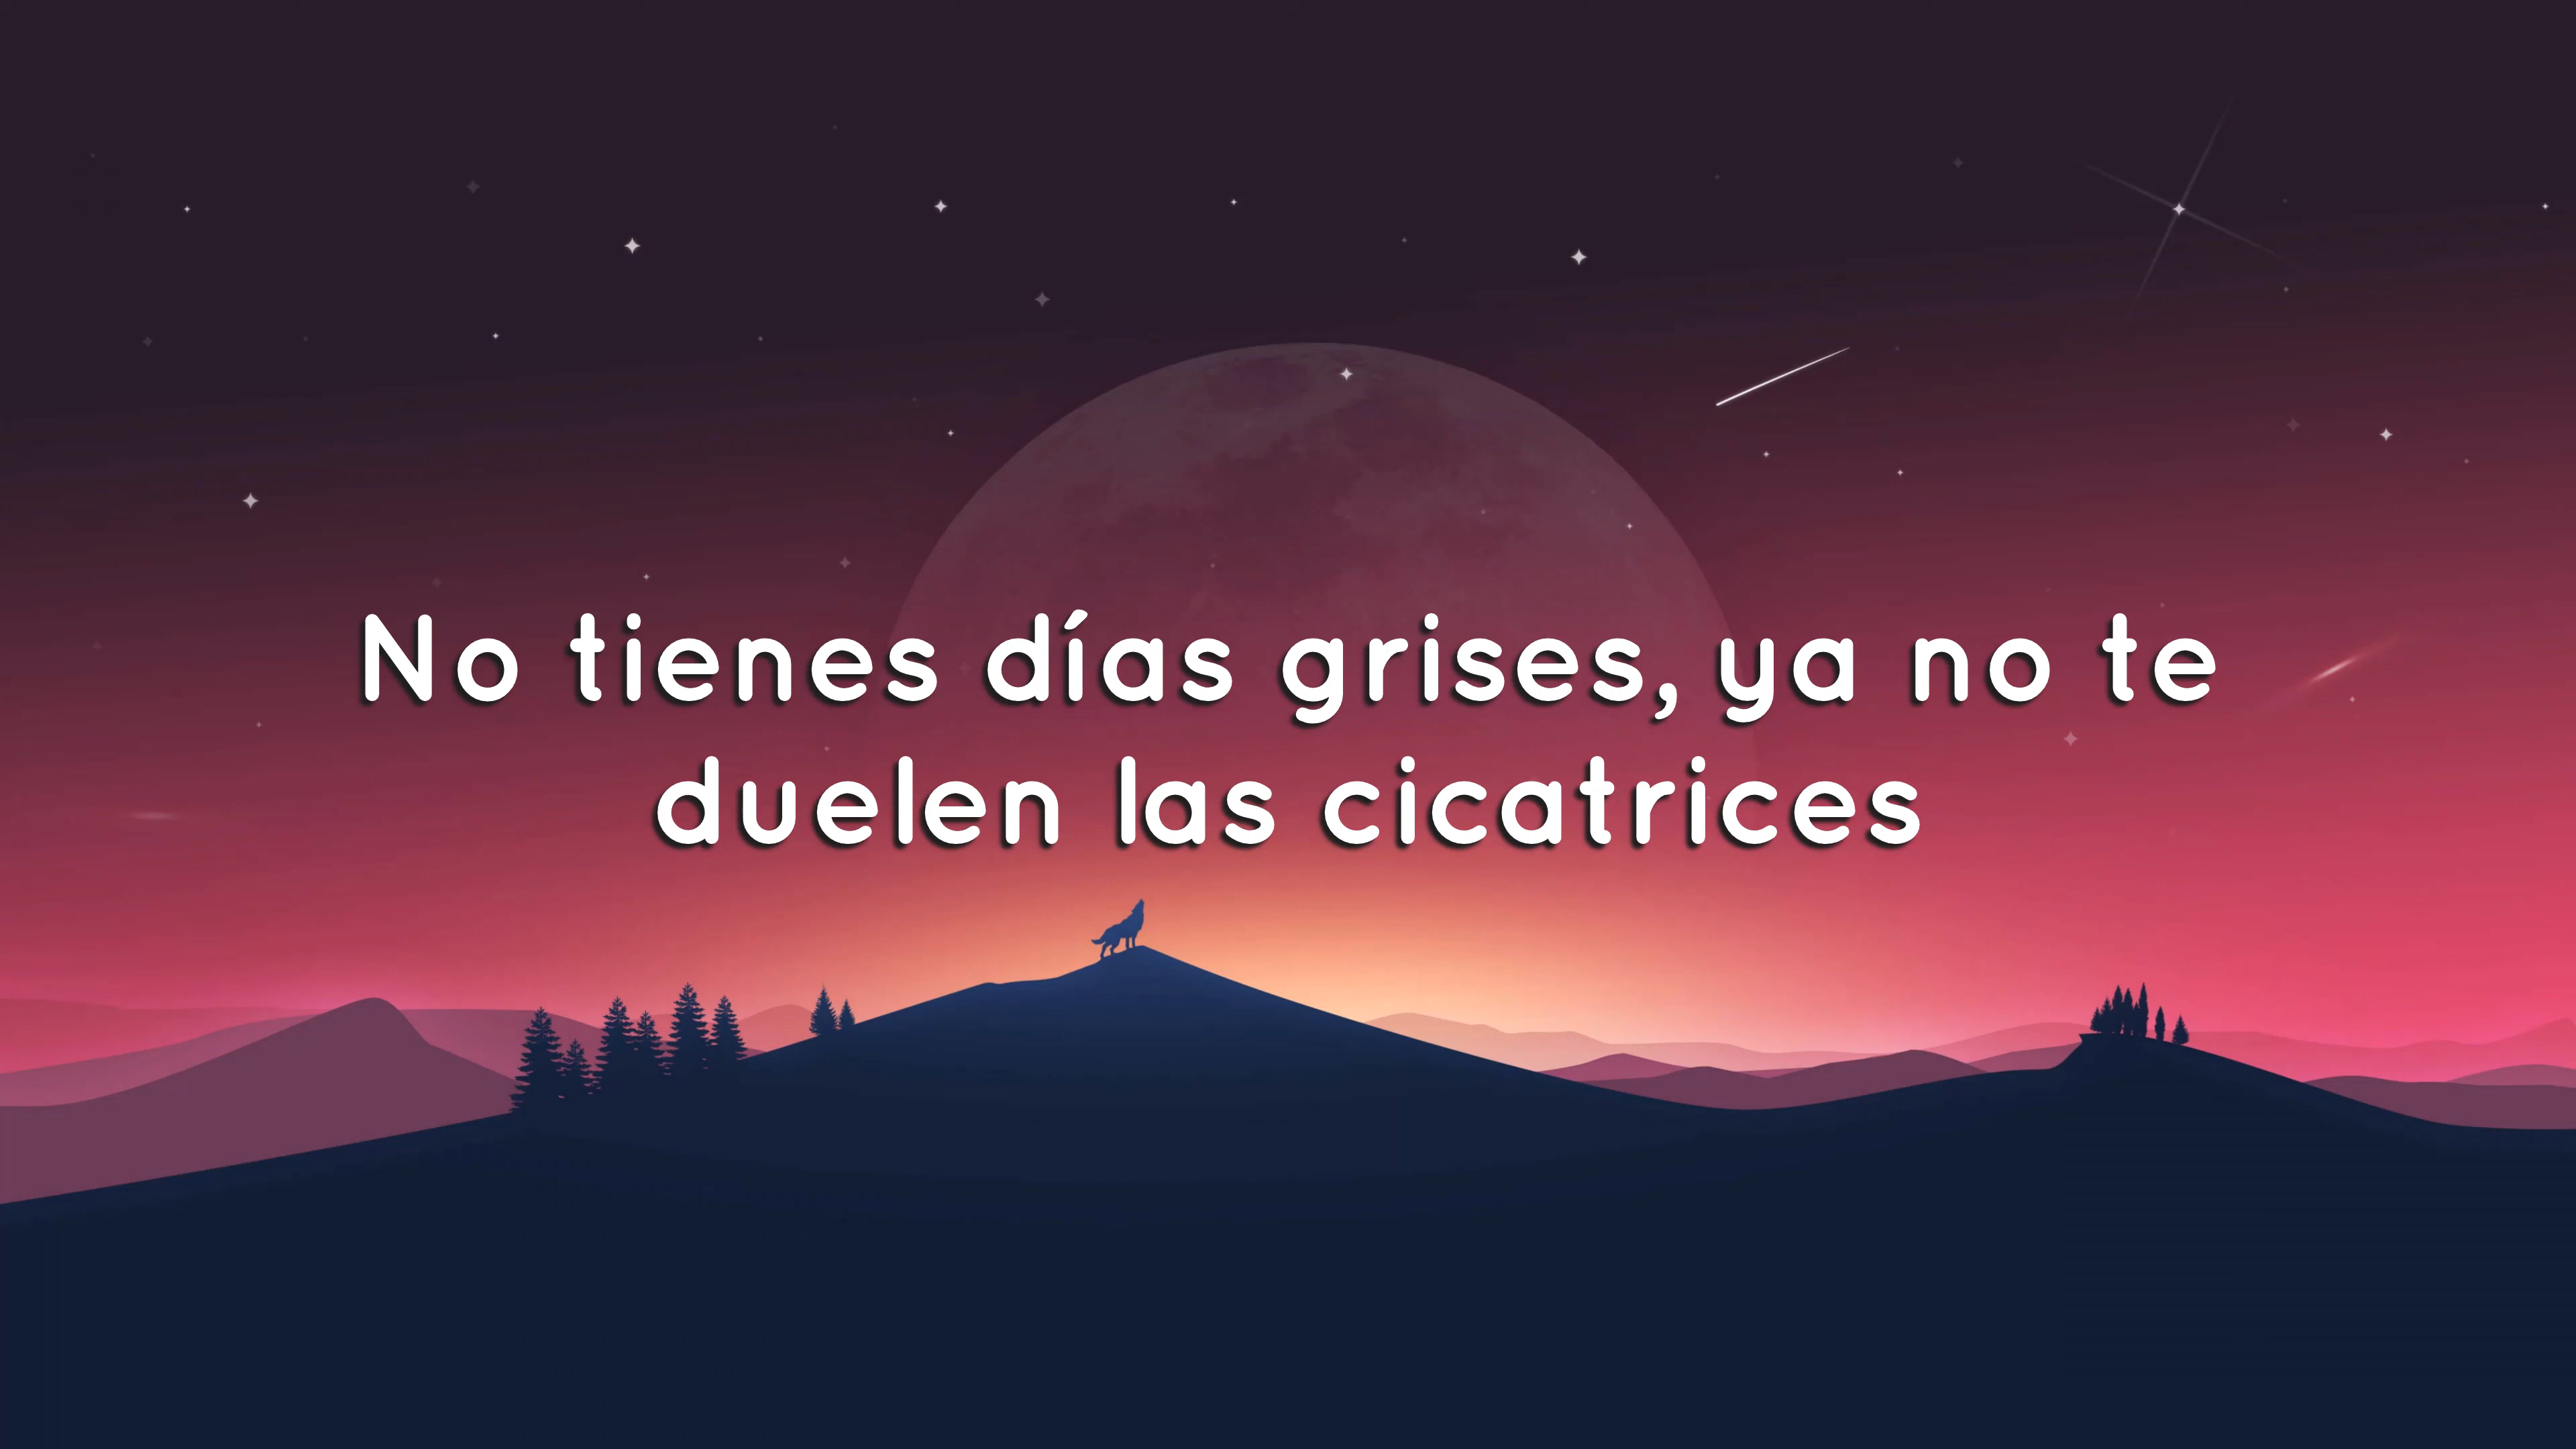 No tienes días grises, ya no te
duelen las cicatrices